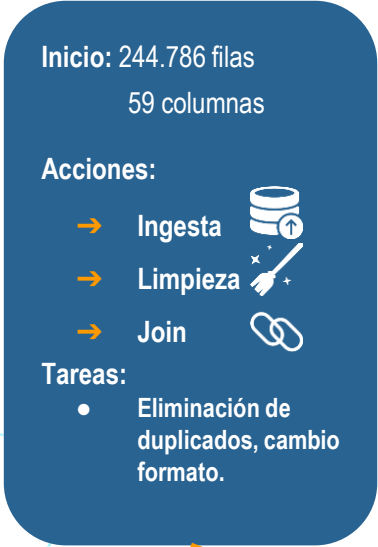 Inicio: 244.786 filas
59 columnas
Acciones:
➔ Ingesta
➔ Limpieza
➔ Join
Tareas:
● Eliminación de
duplicados, cambio
formato.